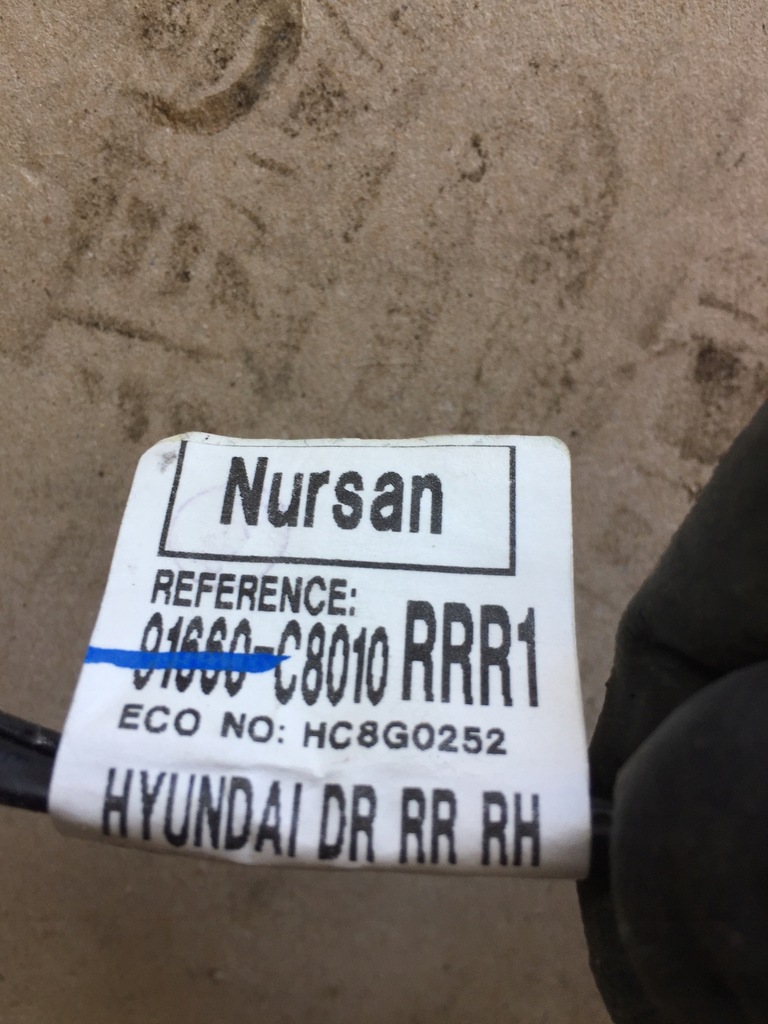 Nursan
REFERENCE:
91660-C8010 RRR1
ECO NO: HC8G0252
HYUNDAI DR RR RH